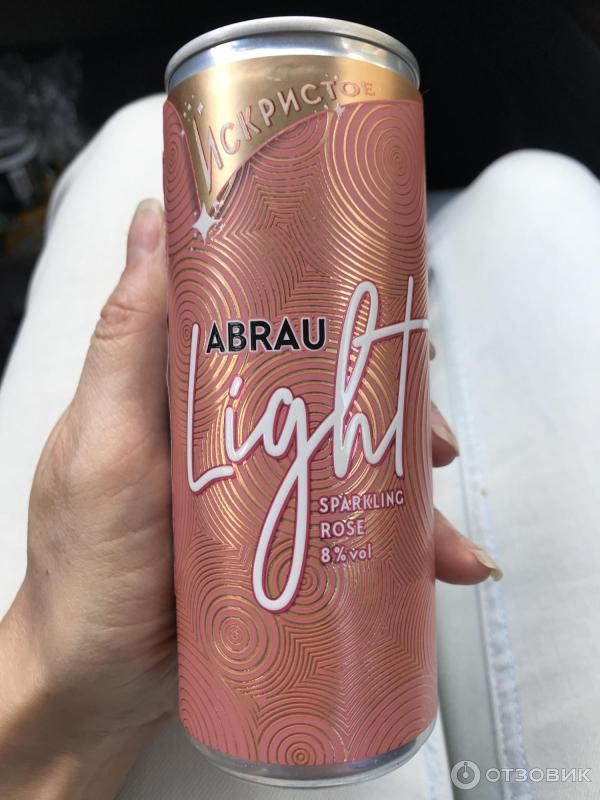 Искристое
ABRAU
Light
SPARKLING
ROSE
8% vol
ОТЗОВИК